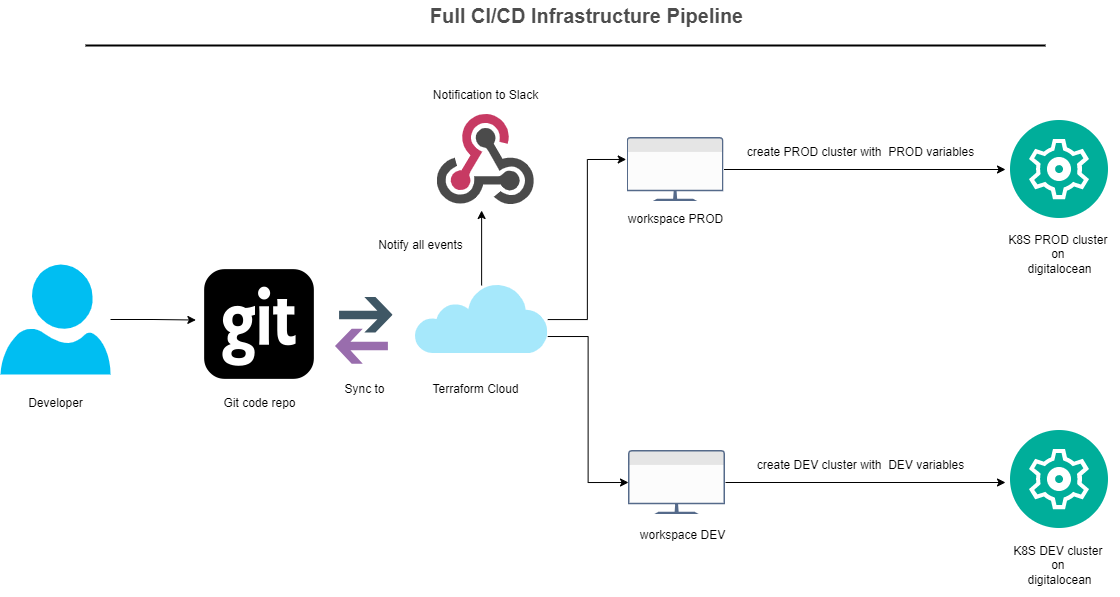 Full CI/CD Infrastructure Pipeline
Notification to Slack
create PROD cluster with PROD variables
workspace PROD
K8S PROD cluster
on
digitalocean
Notify all events
git
Developer
Git code repo
Sync to
Terraform Cloud
create DEV cluster with DEV variables
workspace DEV
K8S DEV cluster
on
digitalocean